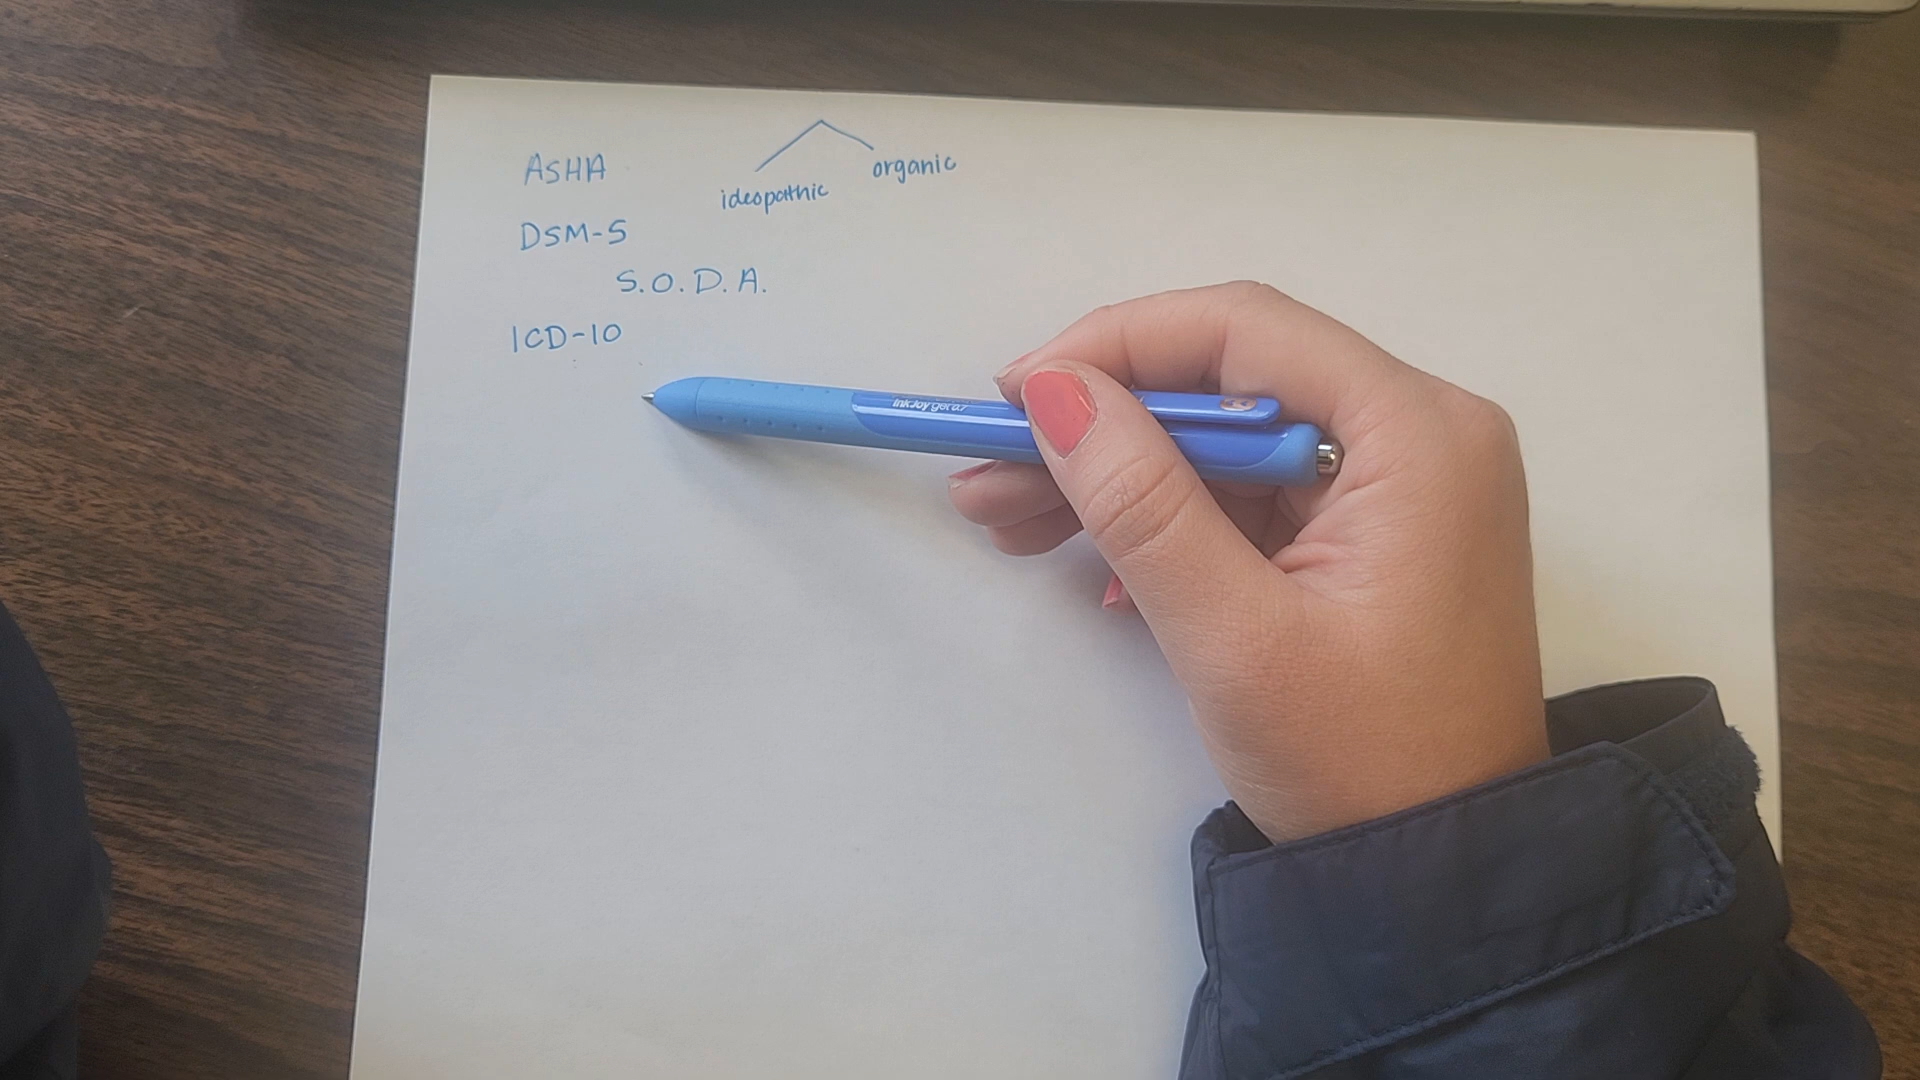 ASHA
organic
ideopathic
DSM-5
S.O.D.A.
ICD-10
InkJoy gel 0.7